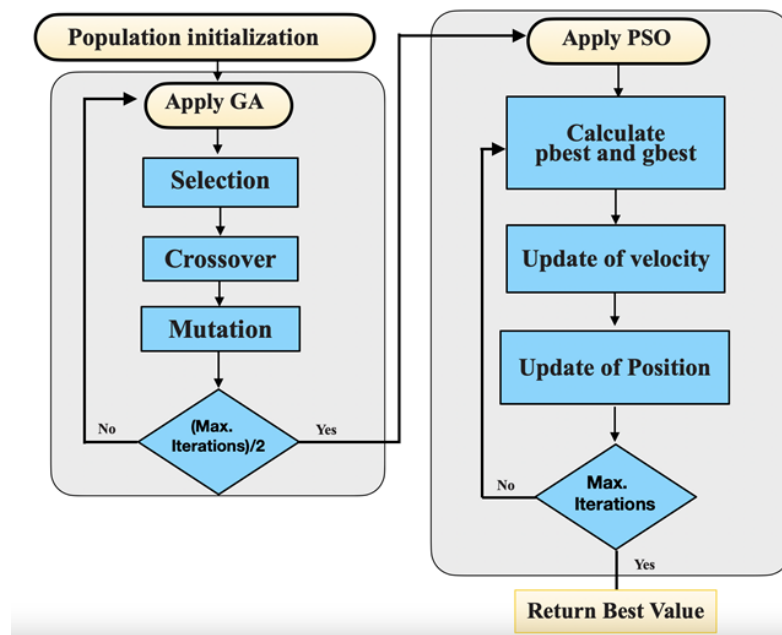 Population initialization
Apply GA
Selection
Crossover
Mutation
(Max.
Iterations)/2
No
Yes
Apply PSO
Calculate
pbest and gbest
Update of velocity
Update of Position
Max.
Iterations
No
Yes
Return Best Value